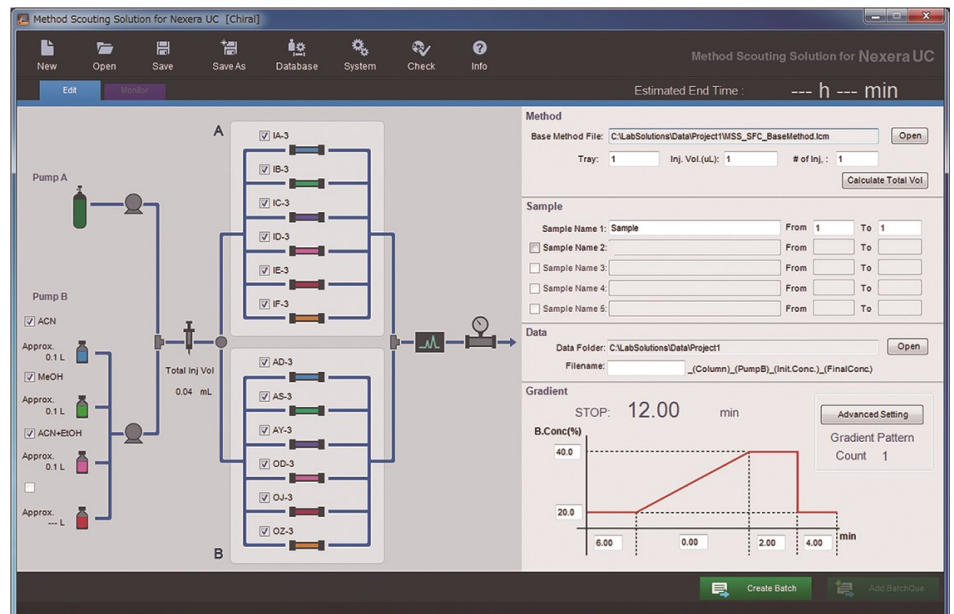 Method Scouting Solution for Nexera UC [Chiral]
New Open Save Save As Database System Check Info
Method Scouting Solution for Nexera UC
Edit Monitor
Estimated End Time : --- h --- min
A
IA-3
IB-3
IC-3
ID-3
IE-3
IF-3
Pump A
Pump B
ACN
Approx.
0.1 L
MeOH
Approx.
0.1 L
ACN+EtOH
Approx.
0.1 L
Approx.
--- L
Total Inj Vol
0.04 mL
AD-3
AS-3
AY-3
OD-3
OJ-3
OZ-3
B
Method
Base Method File: C:\LabSolutions\Data\Project1\MSS_SFC_BaseMethod.lcm Open
Tray: 1 Inj. Vol.(uL): 1 # of Inj, : 1
Calculate Total Vol
Sample
Sample Name 1: Sample From 1 To 1
Sample Name 2: From To
Sample Name 3: From To
Sample Name 4: From To
Sample Name 5: From To
Data
Data Folder: C:\LabSolutions\Data\Project1 Open
Filename: _(Column)_(PumpB)_(Init.Conc.)_(FinalConc.)
Gradient
STOP: 12.00 min
Advanced Setting
Gradient Pattern
Count 1
B.Conc(%)
40.0
20.0
min
6.00 0.00 2.00 4.00
Create Batch Add BatchQue